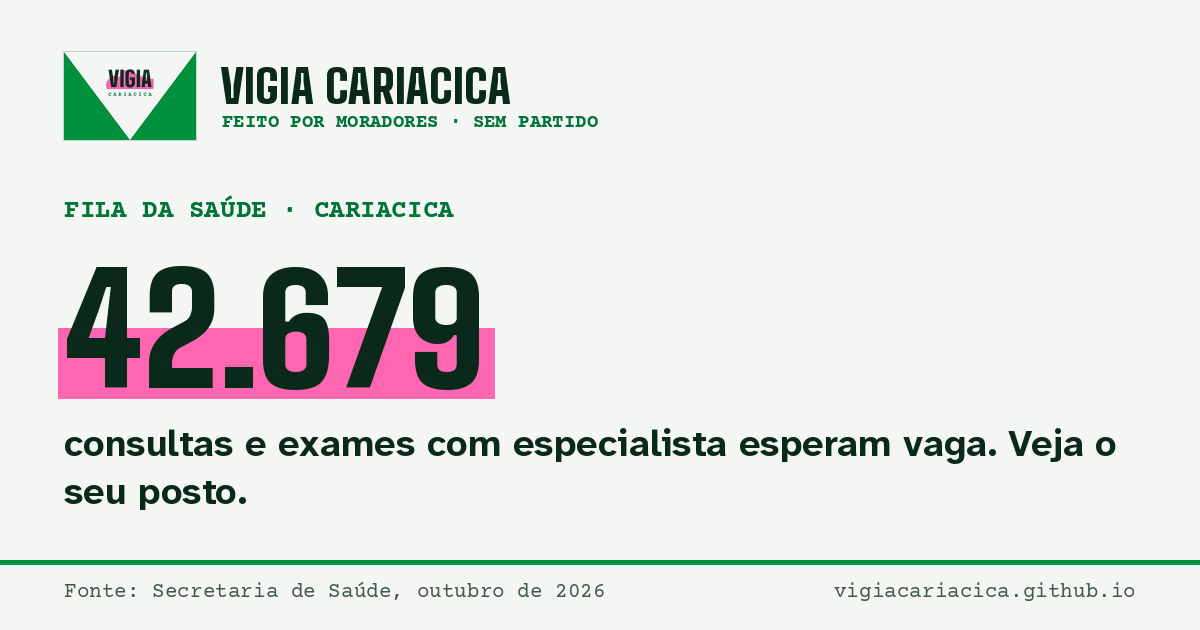 VIGIA
CARIACICA
VIGIA CARIACICA
FEITO POR MORADORES · SEM PARTIDO
FILA DA SAÚDE · CARIACICA
42.679
consultas e exames com especialista esperam vaga. Veja o
seu posto.
Fonte: Secretaria de Saúde, outubro de 2026
vigiacariacica.github.io